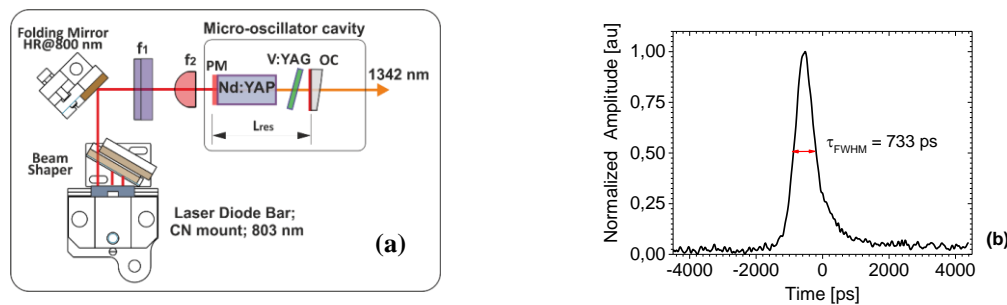 Folding Mirror
HR@800 nm
f1
f2
Micro-oscillator cavity
PM
V:YAG
OC
Nd:YAP
1342 nm
Lres
Beam
Shaper
Laser Diode Bar;
CN mount; 803 nm
(a)
Normalized Amplitude [au]
1,00
0,75
0,50
0,25
0,00
τFWHM = 733 ps
-4000 -2000 0 2000 4000
Time [ps]
(b)